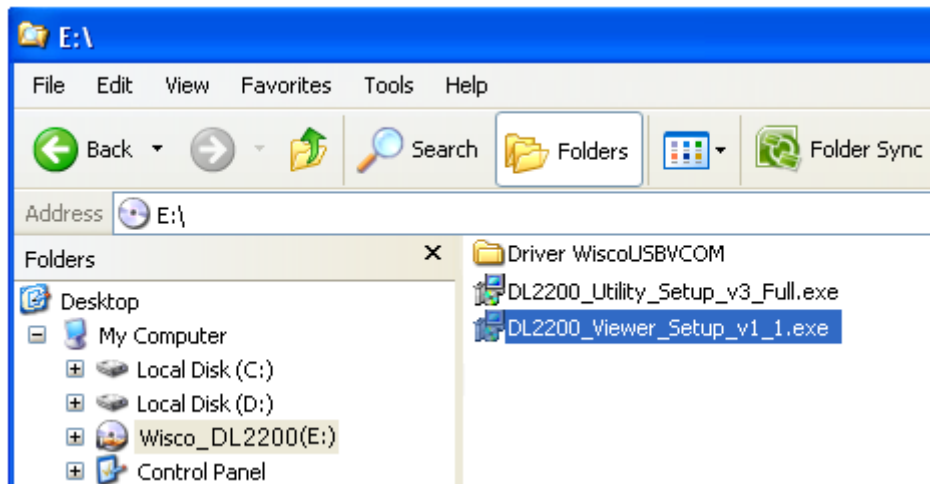 E:\
File Edit View Favorites Tools Help
Back Search Folders Folder Sync
Address E:\
Folders
Desktop
My Computer
Local Disk (C:)
Local Disk (D:)
Wisco_DL2200(E:)
Control Panel
Driver WiscoUSBVCOM
DL2200_Utility_Setup_v3_Full.exe
DL2200_Viewer_Setup_v1_1.exe